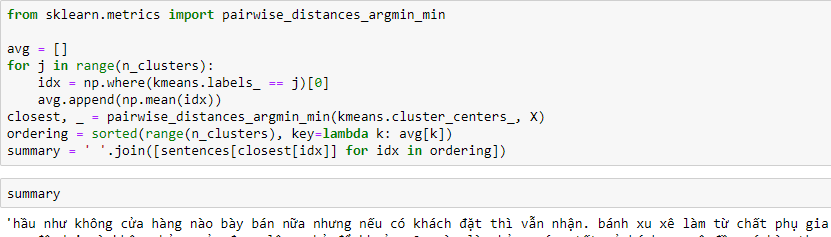 from sklearn.metrics import pairwise_distances_argmin_min
avg = []
for j in range(n_clusters):
    idx = np.where(kmeans.labels_ == j)[0]
    avg.append(np.mean(idx))
closest, _ = pairwise_distances_argmin_min(kmeans.cluster_centers_, X)
ordering = sorted(range(n_clusters), key=lambda k: avg[k])
summary = ' '.join([sentences[closest[idx]] for idx in ordering])
summary
'hầu như không cửa hàng nào bày bán nữa nhưng nếu có khách đặt thì vẫn nhận. bánh xu xê làm từ chất phụ gia